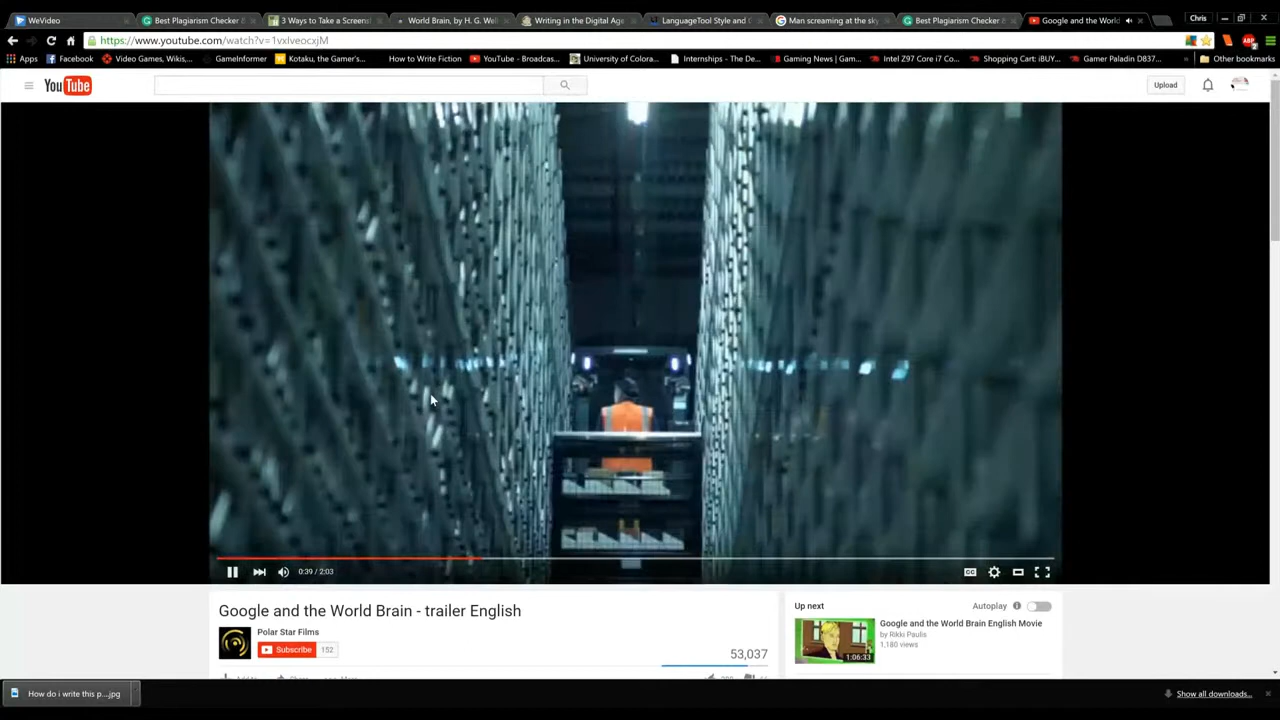 WeVideo
Best Plagiarism Checker &
3 Ways to Take a Screens
World Brain, by H. G. Wel
Writing in the Digital Age
LanguageTool Style and G
Man screaming at the sky
Best Plagiarism Checker &
Google and the World
Chris
https://www.youtube.com/watch?v=1vxIveocxjM
Apps
Facebook
Video Games, Wikis,...
GameInformer
Kotaku, the Gamer's...
How to Write Fiction
YouTube - Broadcas...
University of Colora...
Internships - The De...
Gaming News | Gam...
Intel Z97 Core i7 Co...
Shopping Cart: iBUY...
Gamer Paladin D837...
Other bookmarks
YouTube
Upload
0:39 / 2:03
CC
Google and the World Brain - trailer English
Polar Star Films
Subscribe 152
53,037
Up next
Autoplay
Google and the World Brain English Movie
by Rikki Paulis
1,180 views
1:06:33
How do i write this p....jpg
Show all downloads...